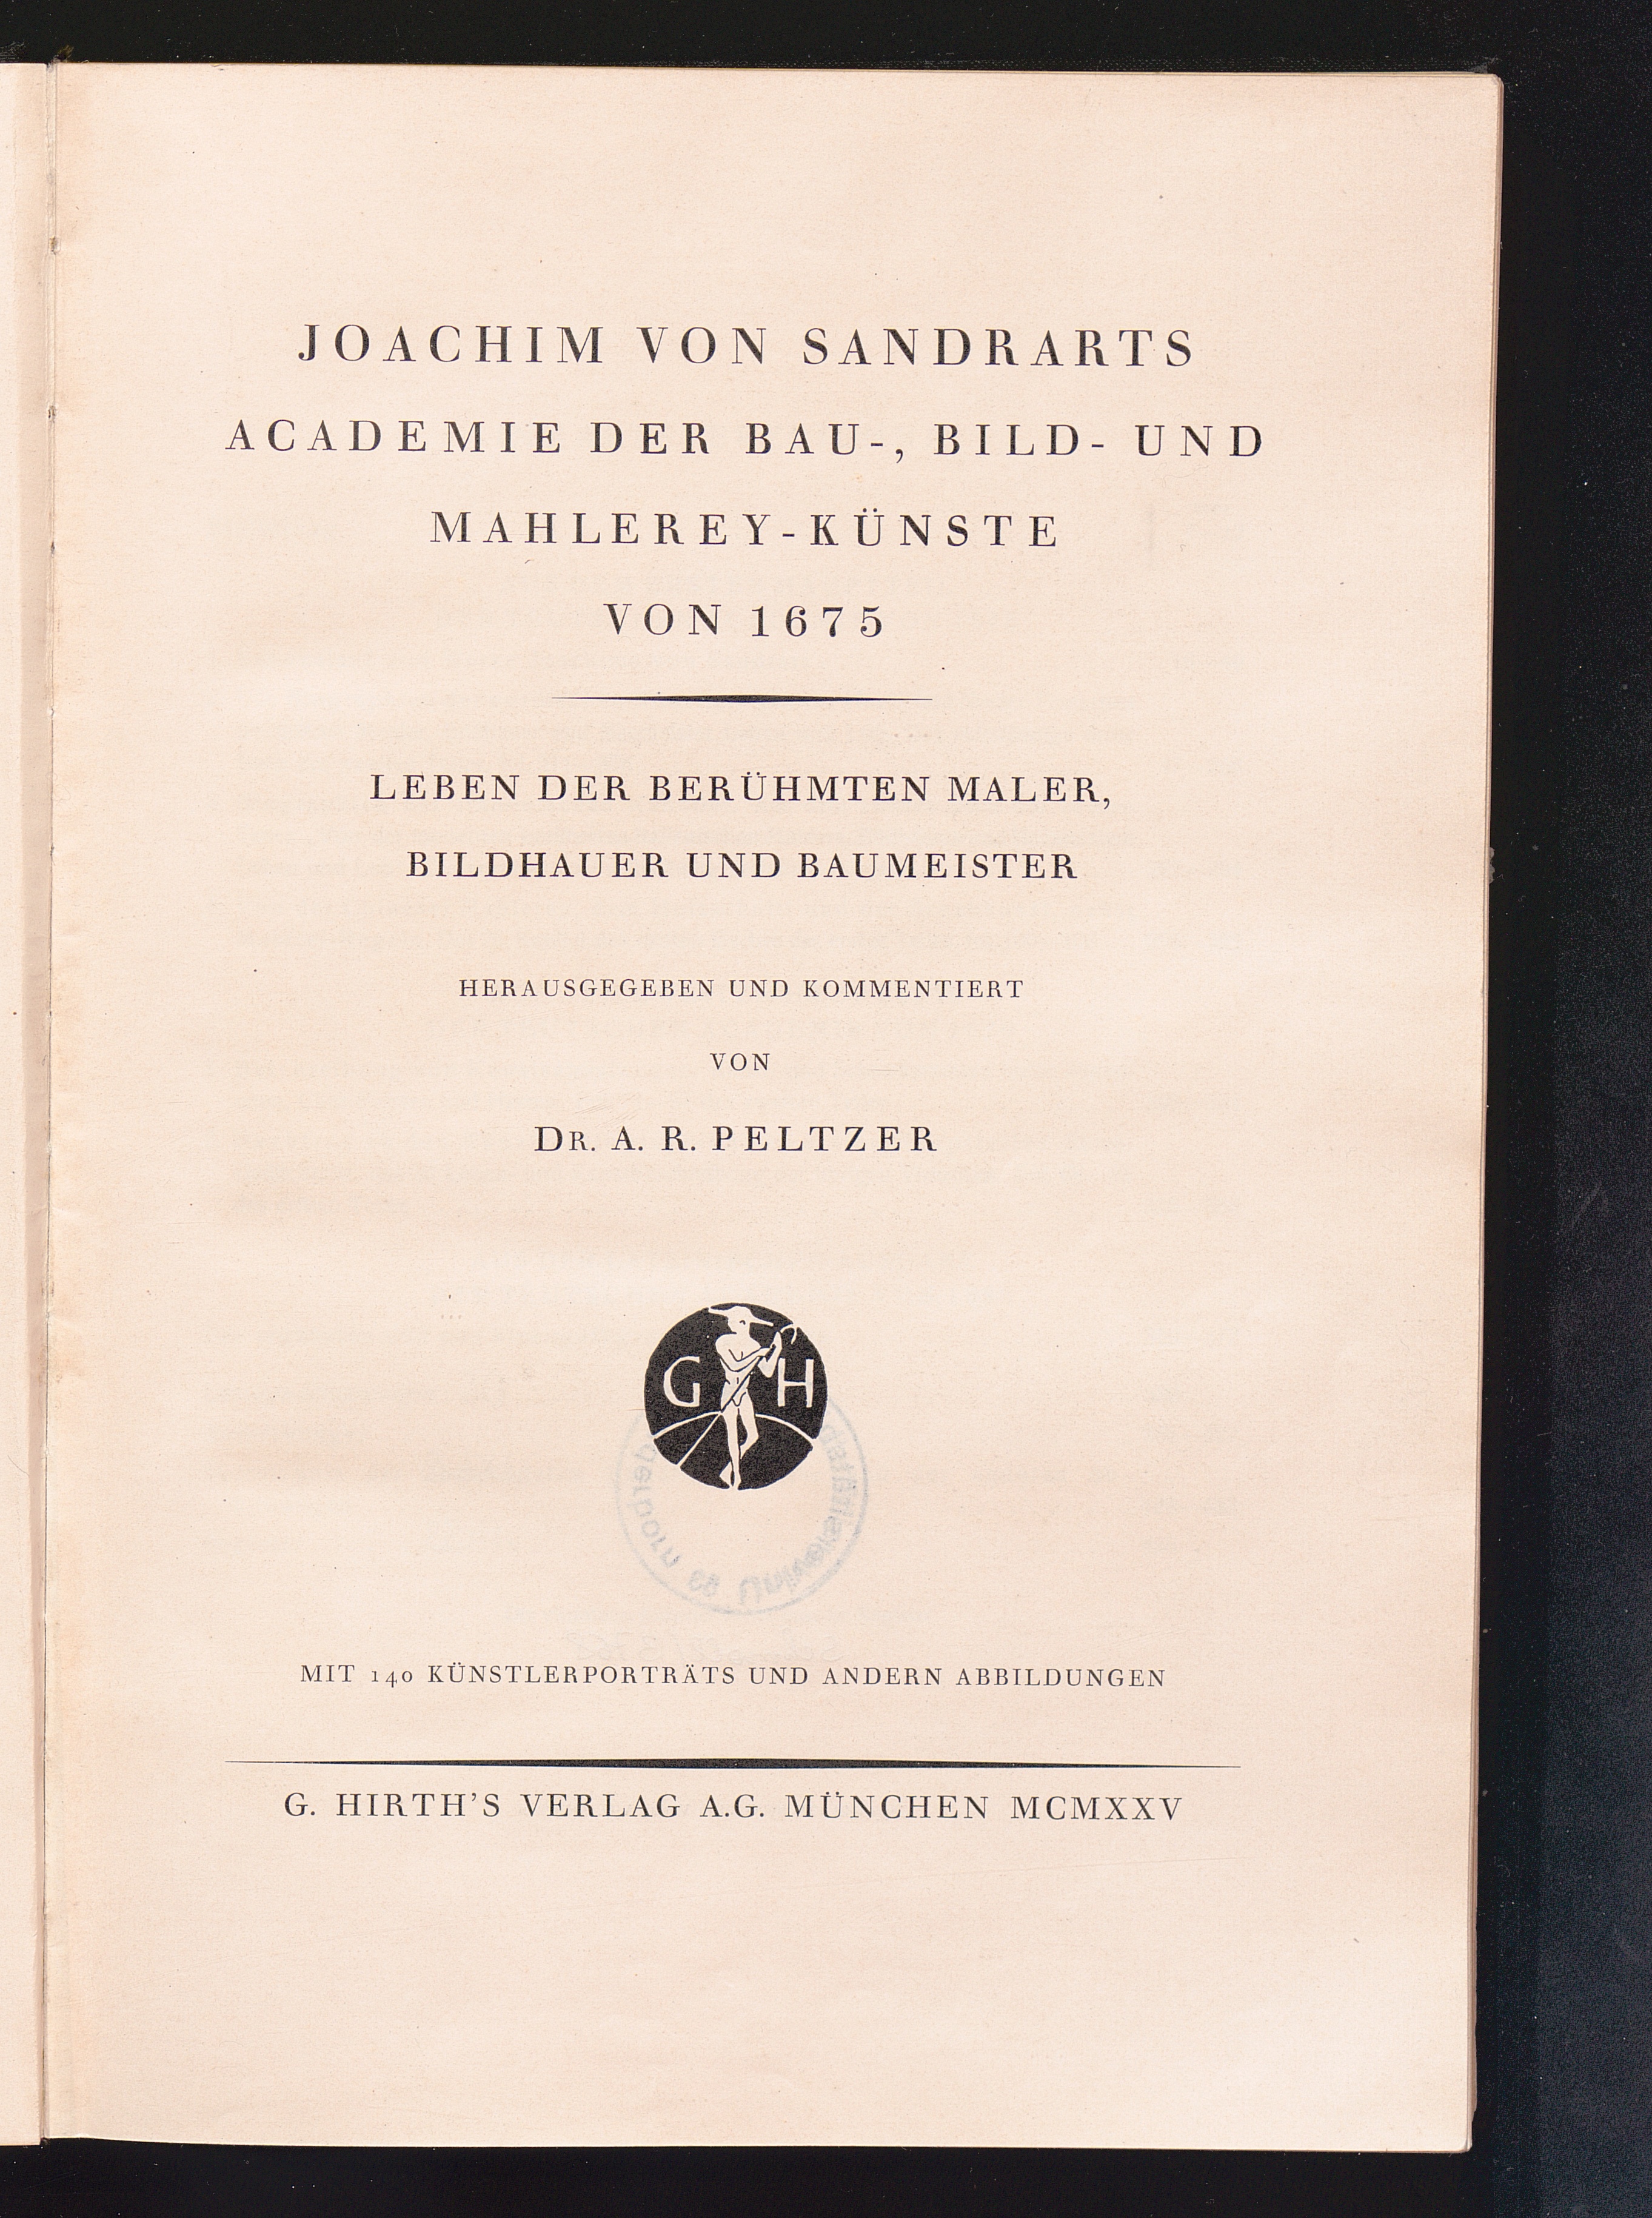 JOACHIM VON SANDRARTS
ACADEMIE DER BAU-, BILD- UND
MAHLEREY-KÜNSTE
VON 1675
LEBEN DER BERÜHMTEN MALER,
BILDHAUER UND BAUMEISTER
HERAUSGEGEBEN UND KOMMENTIERT
VON
DR. A. R. PELTZER
G H
MIT 140 KÜNSTLERPORTRÄTS UND ANDERN ABBILDUNGEN
G. HIRTH'S VERLAG A.G. MÜNCHEN MCMXXV